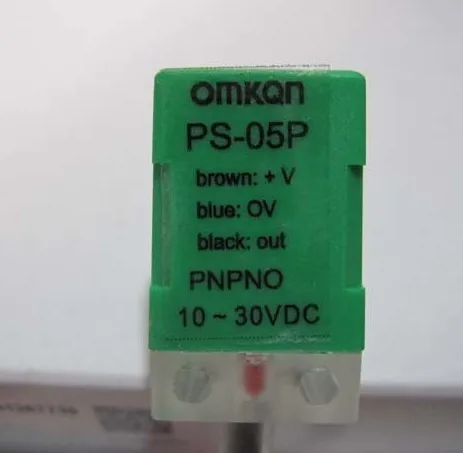 omkqn
PS-05P
brown: + V
blue: OV
black: out
PNPNO
10 ~ 30VDC